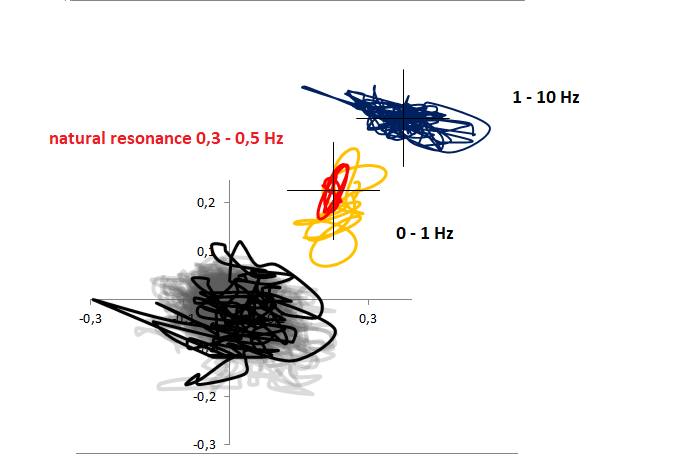 1 - 10 Hz
natural resonance 0,3 - 0,5 Hz
0,2
0 - 1 Hz
-0,3
0,3
-0,2
-0,3